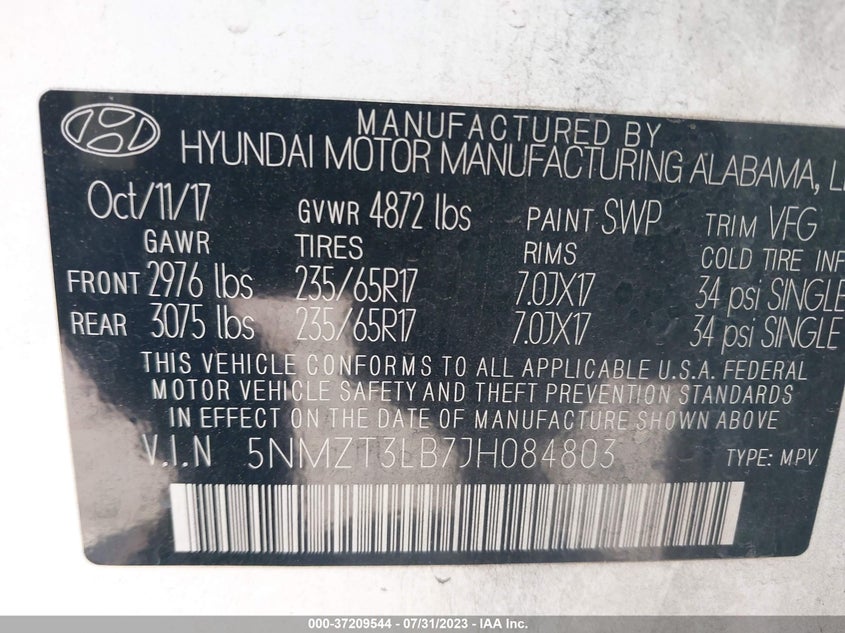 MANUFACTURED BY
HYUNDAI MOTOR MANUFACTURING ALABAMA,
Oct/11/17 GVWR 4872 lbs PAINT SWP TRIM VFG
GAWR TIRES RIMS COLD TIRE INF
FRONT 2976 lbs 235/65R17 7.0JX17 34 psi SINGLE
REAR 3075 lbs 235/65R17 7.0JX17 34 psi SINGLE
THIS VEHICLE CONFORMS TO ALL APPLICABLE U.S.A. FEDERAL
MOTOR VEHICLE SAFETY AND THEFT PREVENTION STANDARDS
IN EFFECT ON THE DATE OF MANUFACTURE SHOWN ABOVE.
V.I.N 5NMZT3LB7JH084803 TYPE: MPV
000-37209544 - 07/31/2023 - IAA Inc.